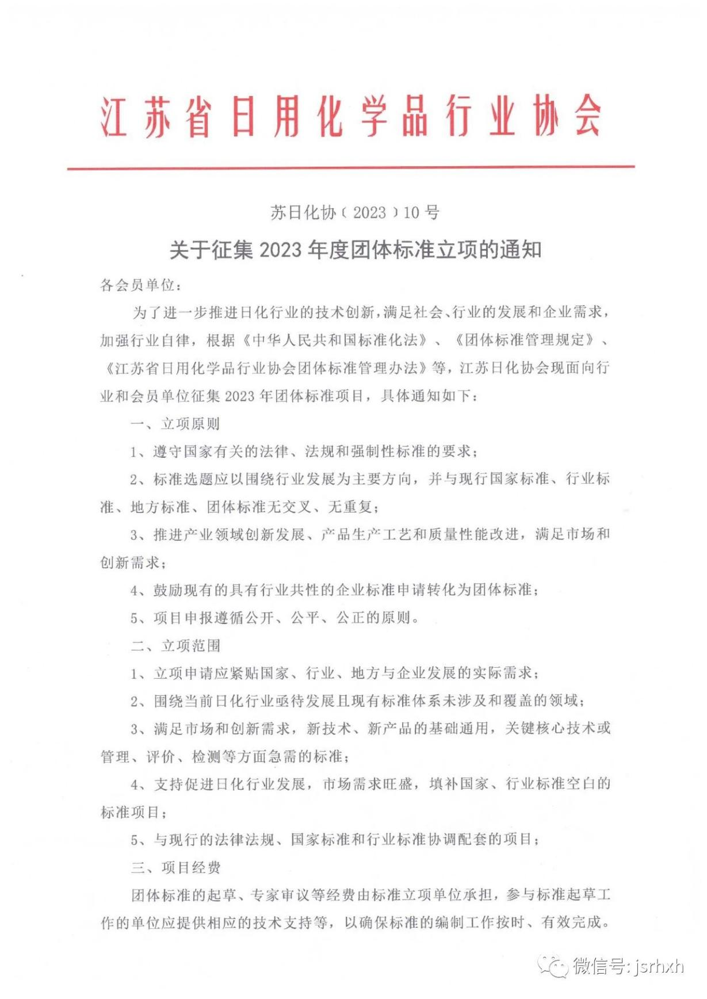 江苏省日用化学品行业协会
苏日化协﹝2023﹞10号
关于征集 2023 年度团体标准立项的通知
各会员单位：
为了进一步推进日化行业的技术创新，满足社会、行业的发展和企业需求，
加强行业自律，根据《中华人民共和国标准化法》、《团体标准管理规定》、
《江苏省日用化学品行业协会团体标准管理办法》等，江苏日化协会现面向行
业和会员单位征集 2023 年团体标准项目，具体通知如下：
一、立项原则
1、遵守国家有关的法律、法规和强制性标准的要求；
2、标准选题应以围绕行业发展为主要方向，并与现行国家标准、行业标
准、地方标准、团体标准无交叉、无重复；
3、推进产业领域创新发展、产品生产工艺和质量性能改进，满足市场和
创新需求；
4、鼓励现有的具有行业共性的企业标准申请转化为团体标准；
5、项目申报遵循公开、公平、公正的原则。
二、立项范围
1、立项申请应紧贴国家、行业、地方与企业发展的实际需求；
2、围绕当前日化行业亟待发展且现有标准体系未涉及和覆盖的领域；
3、满足市场和创新需求，新技术、新产品的基础通用，关键核心技术或
管理、评价、检测等方面急需的标准；
4、支持促进日化行业发展，市场需求旺盛，填补国家、行业标准空白的
标准项目；
5、与现行的法律法规、国家标准和行业标准协调配套的项目；
三、项目经费
团体标准的起草、专家审议等经费由标准立项单位承担，参与标准起草工
作的单位应提供相应的技术支持等，以确保标准的编制工作按时、有效完成。
微信号: jsrhxh